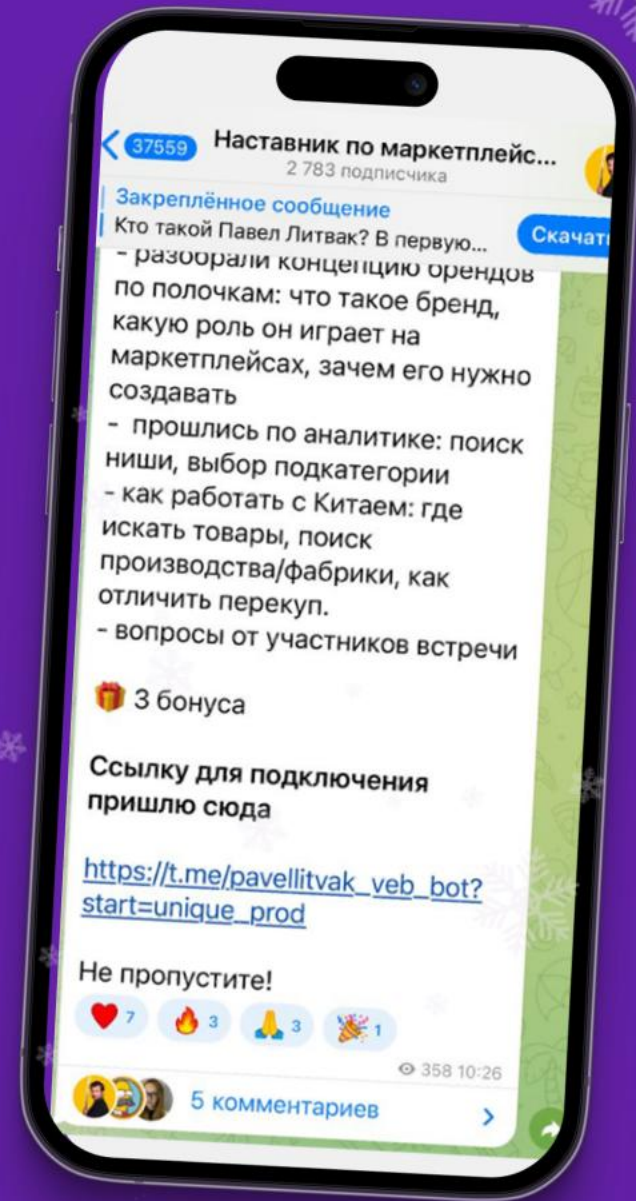 37559
Наставник по маркетплейс...
2 783 подписчика
Закреплённое сообщение
Кто такой Павел Литвак? В первую...
Скачать
- разобрали концепцию брендов
по полочкам: что такое бренд,
какую роль он играет на
маркетплейсах, зачем его нужно
создавать
- прошлись по аналитике: поиск
ниши, выбор подкатегории
- как работать с Китаем: где
искать товары, поиск
производства/фабрики, как
отличить перекуп.
- вопросы от участников встречи
🎁 3 бонуса
Ссылку для подключения
пришлю сюда
https://t.me/pavellitvak_veb_bot?
start=unique_prod
Не пропустите!
❤️ 7 🔥 3 🙏 3 🎉 1
358 10:26
5 комментариев